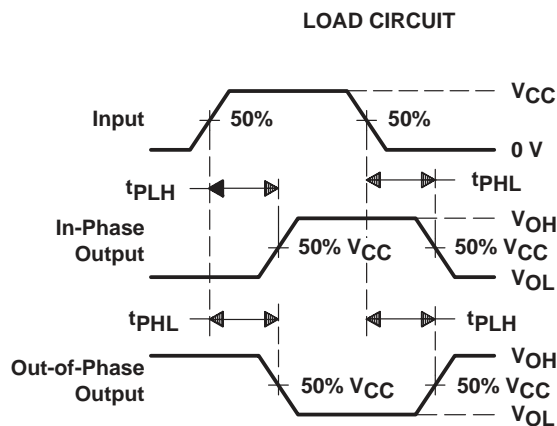 LOAD CIRCUIT
VCC
Input 50% 50%
0 V
tPLH tPHL
VOH
In-Phase Output 50% VCC 50% VCC
VOL
tPHL tPLH
VOH
Out-of-Phase Output 50% VCC 50% VCC
VOL